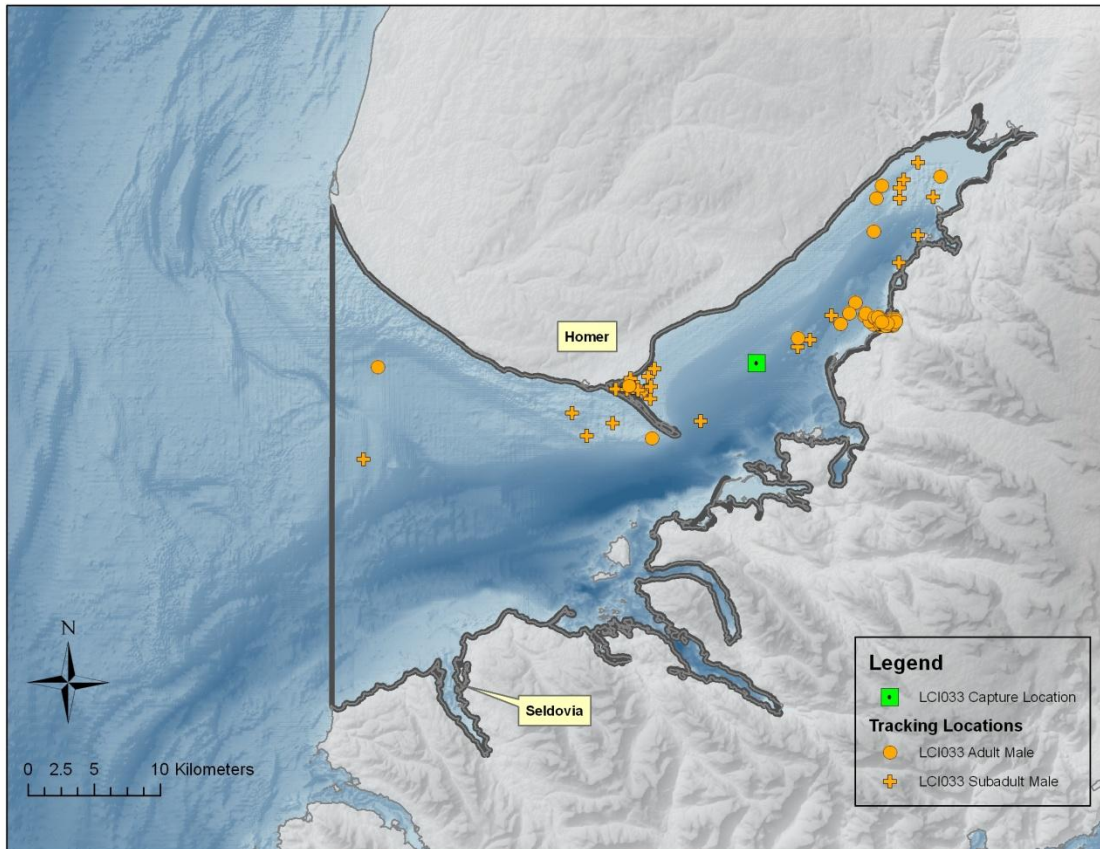 Homer
N
Seldovia
0 2.5 5 10 Kilometers
Legend
LCI033 Capture Location
Tracking Locations
LCI033 Adult Male
LCI033 Subadult Male